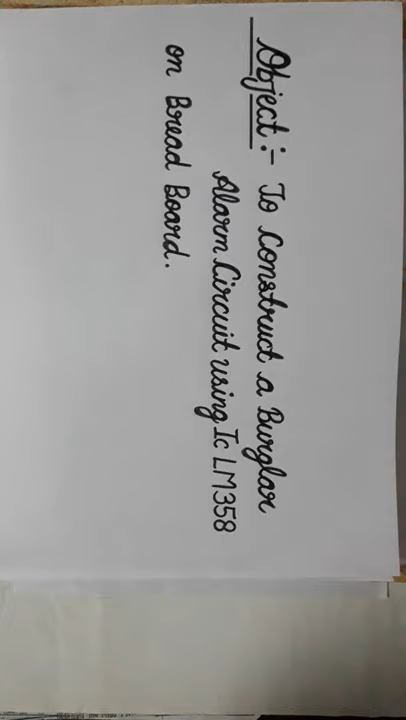 Object:- To Construct a Burglar
Alarm Circuit using Ic LM358
on Bread Board.